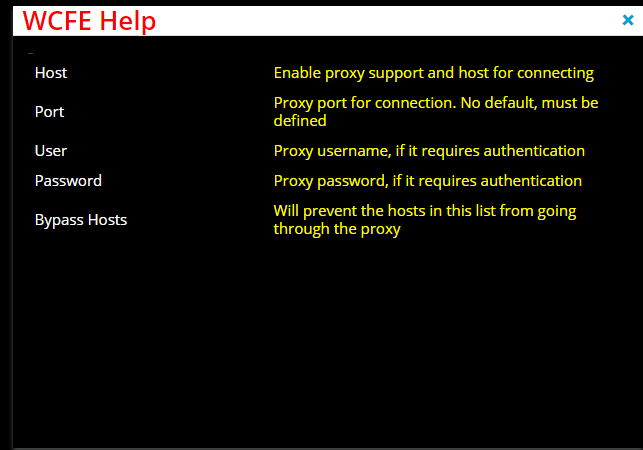 WCFE Help
Host Enable proxy support and host for connecting
Port Proxy port for connection. No default, must be
defined
User Proxy username, if it requires authentication
Password Proxy password, if it requires authentication
Bypass Hosts Will prevent the hosts in this list from going
through the proxy